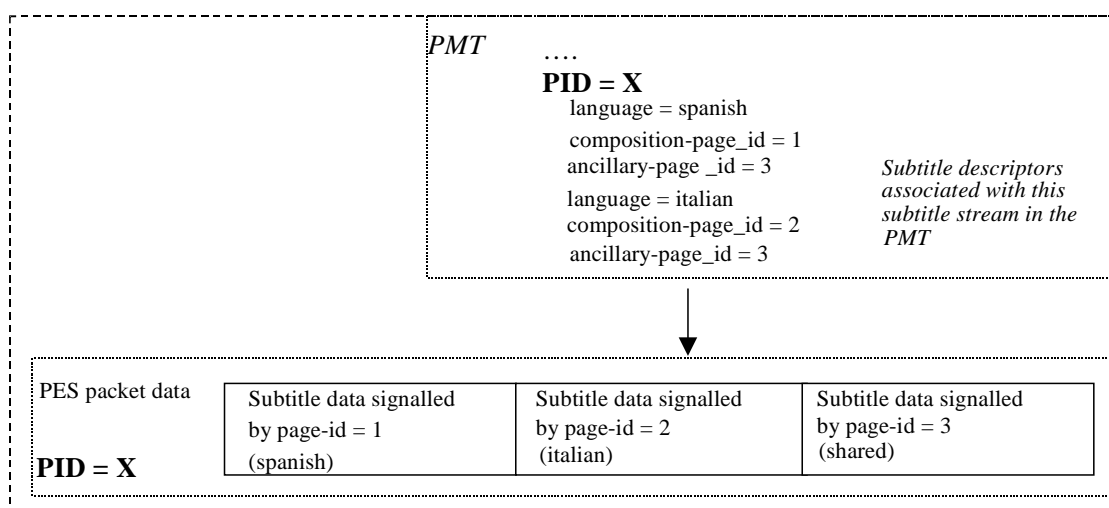 PMT
....
PID = X
language = spanish
composition-page_id = 1
ancillary-page _id = 3
language = italian
composition-page_id = 2
ancillary-page_id = 3
Subtitle descriptors
associated with this
subtitle stream in the
PMT
PES packet data
PID = X
Subtitle data signalled
by page-id = 1
(spanish)
Subtitle data signalled
by page-id = 2
(italian)
Subtitle data signalled
by page-id = 3
(shared)